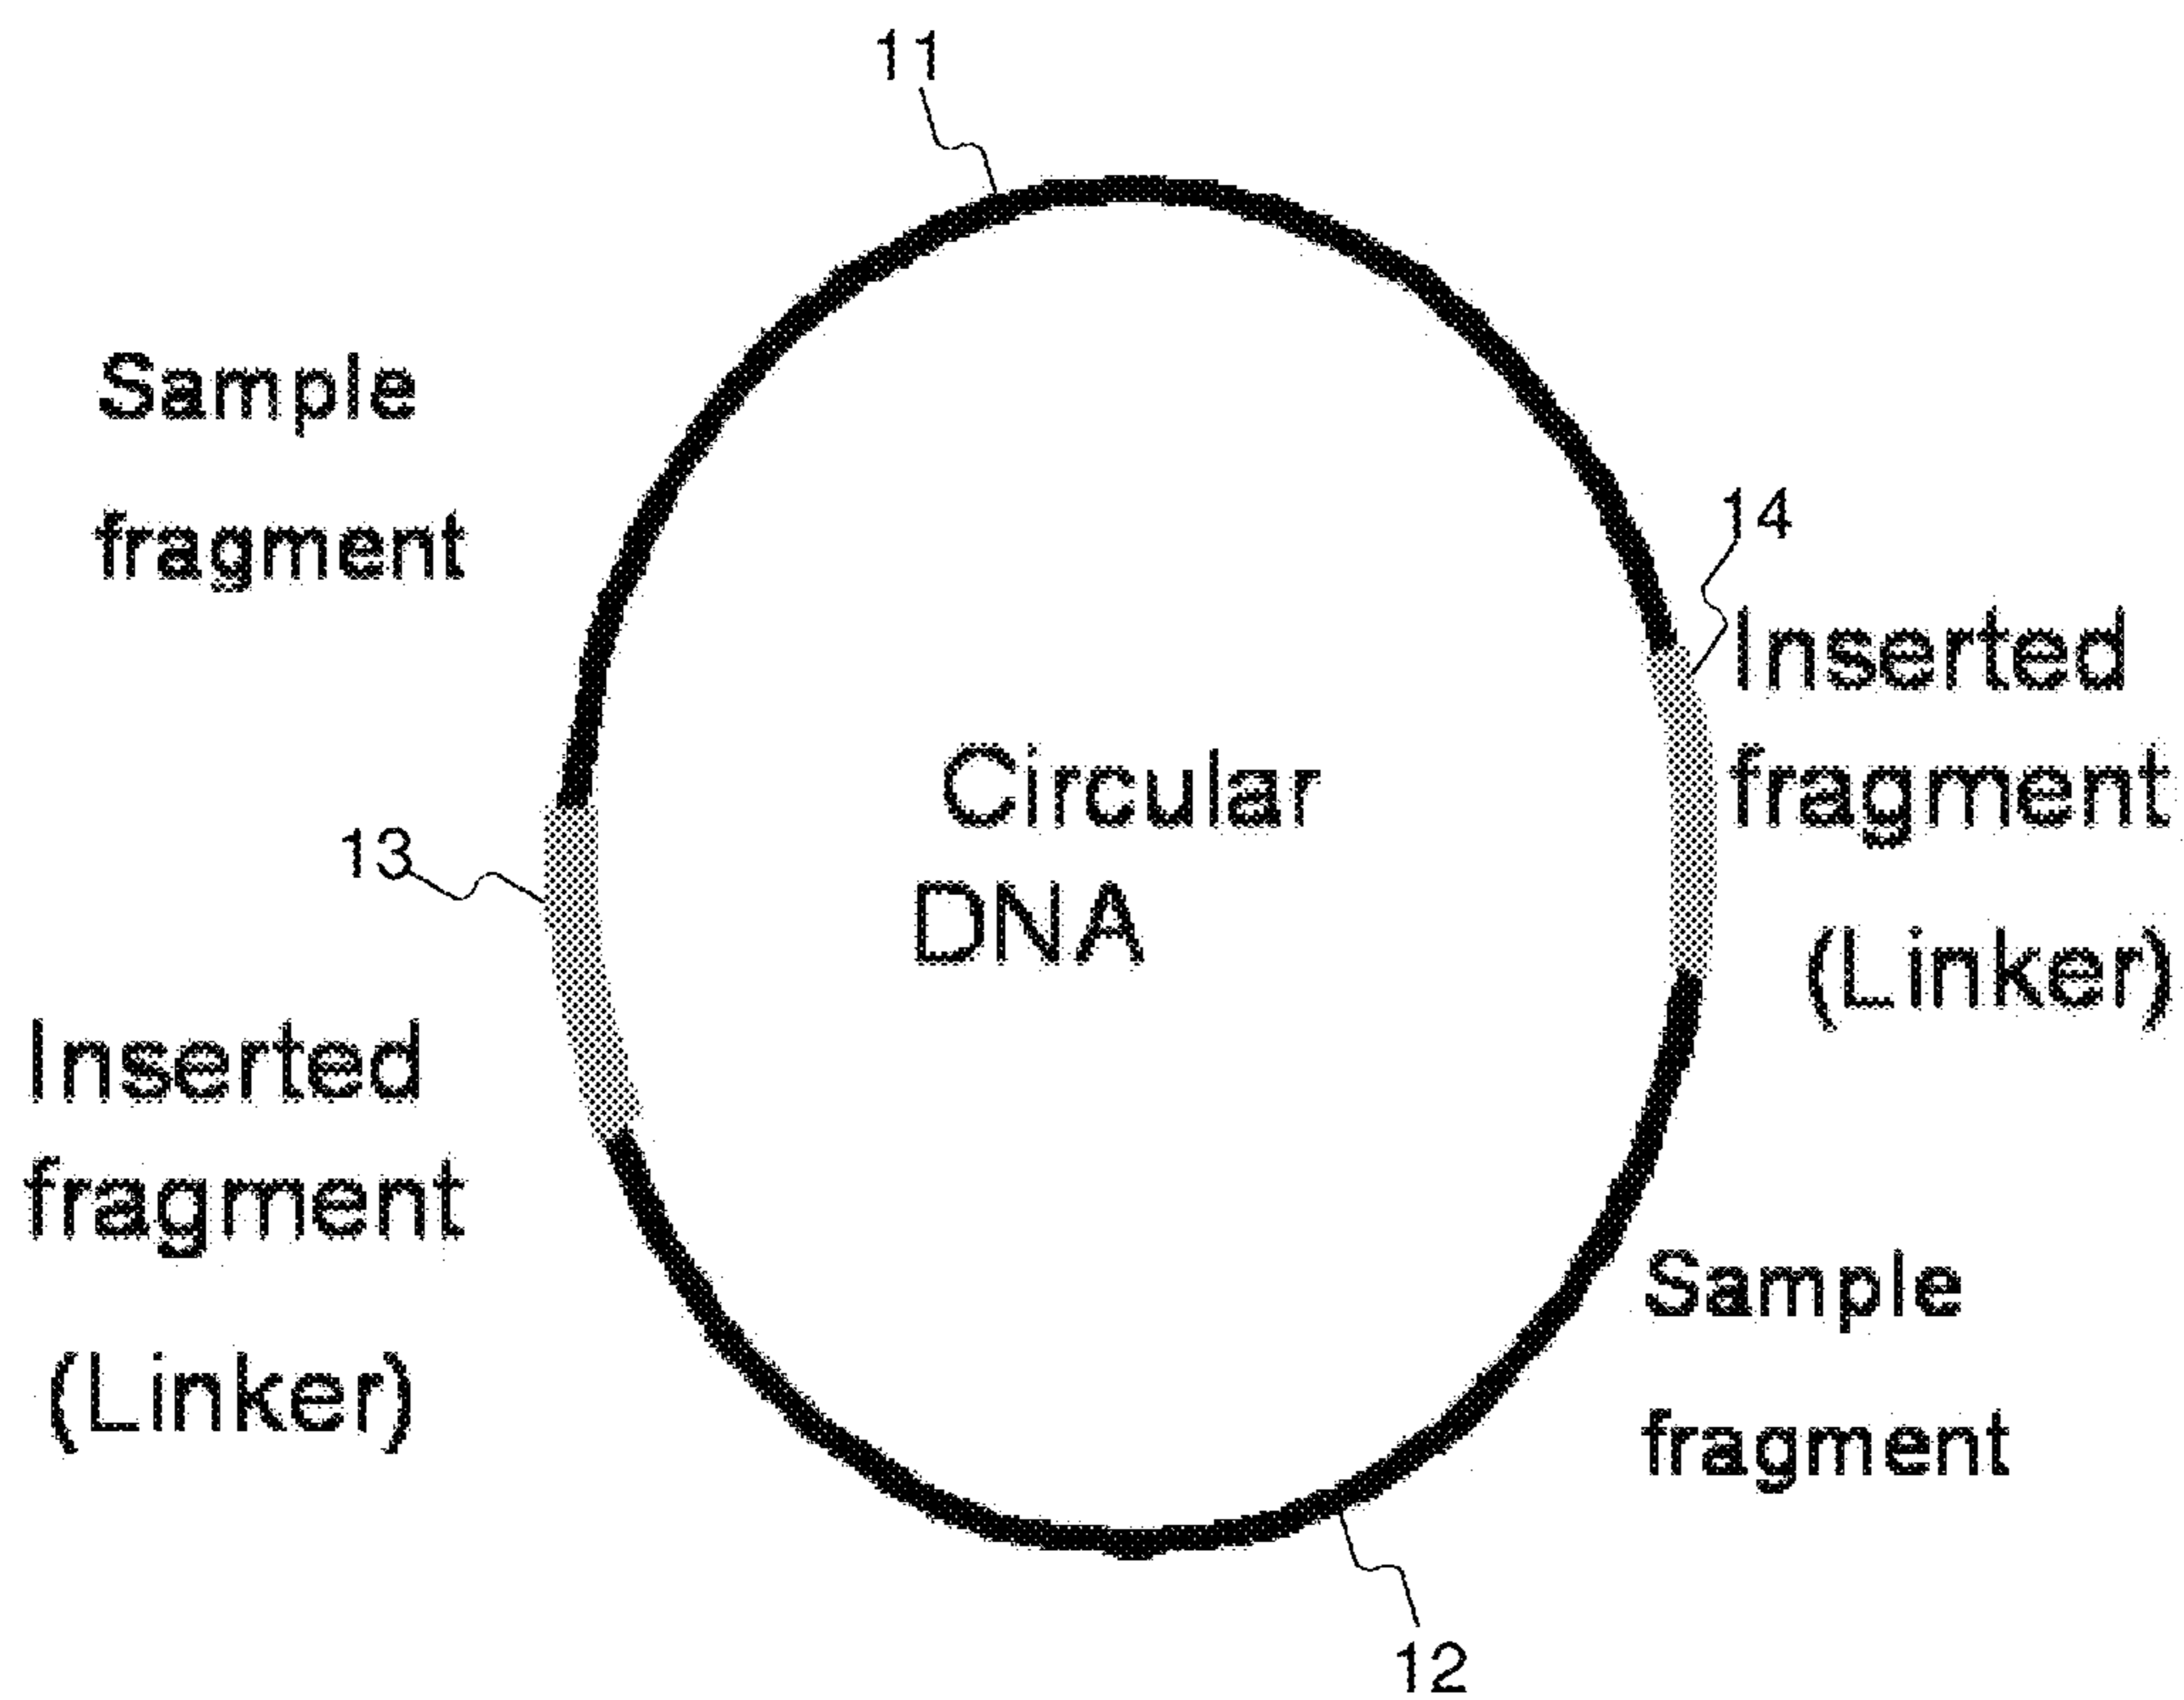 11
Sample
fragment
14
Inserted
fragment
(Linker)
Circular
DNA
13
Inserted
fragment
(Linker)
Sample
fragment
12